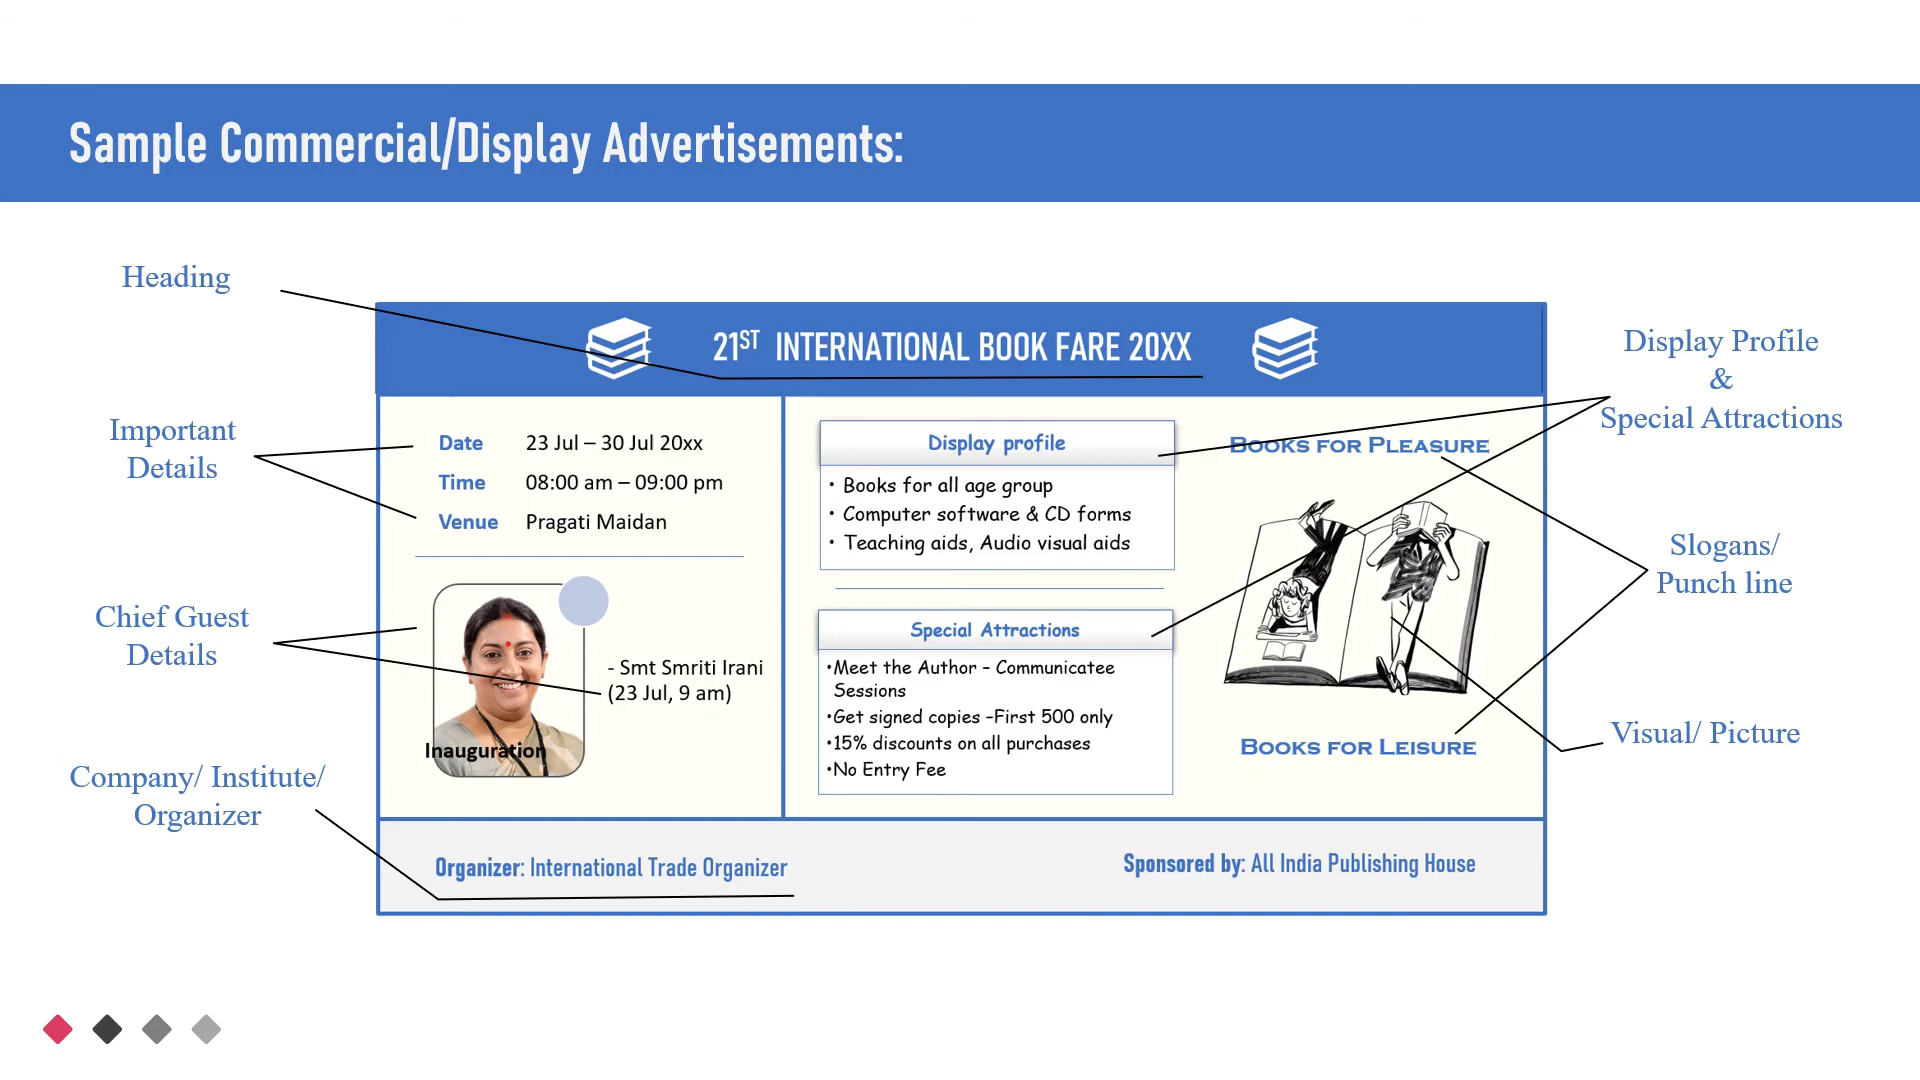 Sample Commercial/Display Advertisements:
Heading
21ST INTERNATIONAL BOOK FARE 20XX
Important
Details
Date 23 Jul – 30 Jul 20xx
Time 08:00 am – 09:00 pm
Venue Pragati Maidan
Chief Guest
Details
- Smt Smriti Irani
(23 Jul, 9 am)
Inauguration
Company/ Institute/
Organizer
Display profile
• Books for all age group
• Computer software & CD forms
• Teaching aids, Audio visual aids
Special Attractions
•Meet the Author – Communicatee
Sessions
•Get signed copies –First 500 only
•15% discounts on all purchases
•No Entry Fee
BOOKS FOR PLEASURE
BOOKS FOR LEISURE
Display Profile
&
Special Attractions
Slogans/
Punch line
Visual/ Picture
Organizer: International Trade Organizer
Sponsored by: All India Publishing House